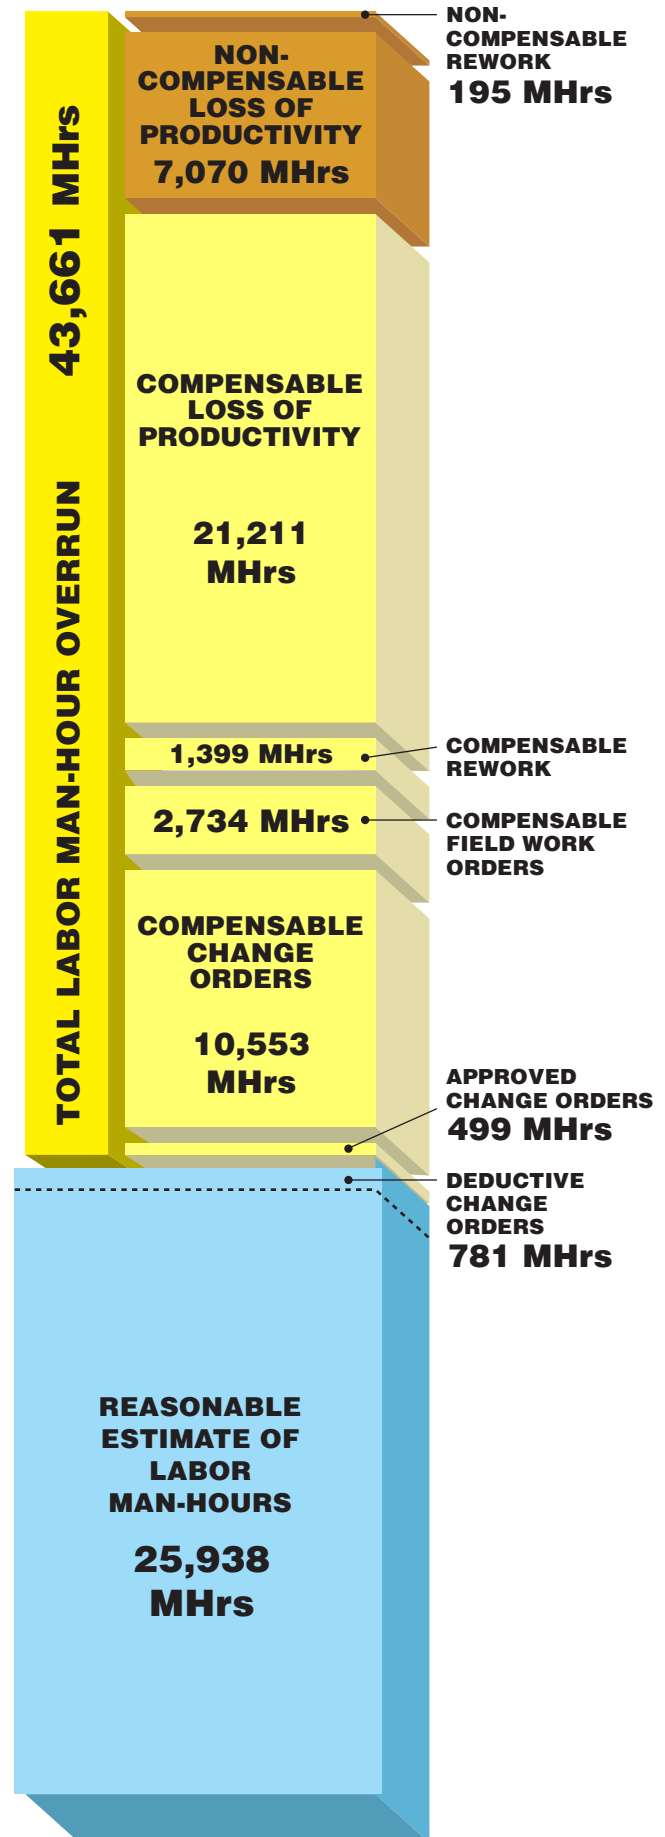 NON-
COMPENSABLE
REWORK
195 MHrs
NON-
COMPENSABLE
LOSS OF
PRODUCTIVITY
7,070 MHrs
TOTAL LABOR MAN-HOUR OVERRUN 43,661 MHrs
COMPENSABLE
LOSS OF
PRODUCTIVITY
21,211
MHrs
1,399 MHrs
COMPENSABLE
REWORK
2,734 MHrs
COMPENSABLE
FIELD WORK
ORDERS
COMPENSABLE
CHANGE
ORDERS
10,553
MHrs
APPROVED
CHANGE ORDERS
499 MHrs
DEDUCTIVE
CHANGE
ORDERS
781 MHrs
REASONABLE
ESTIMATE OF
LABOR
MAN-HOURS
25,938
MHrs